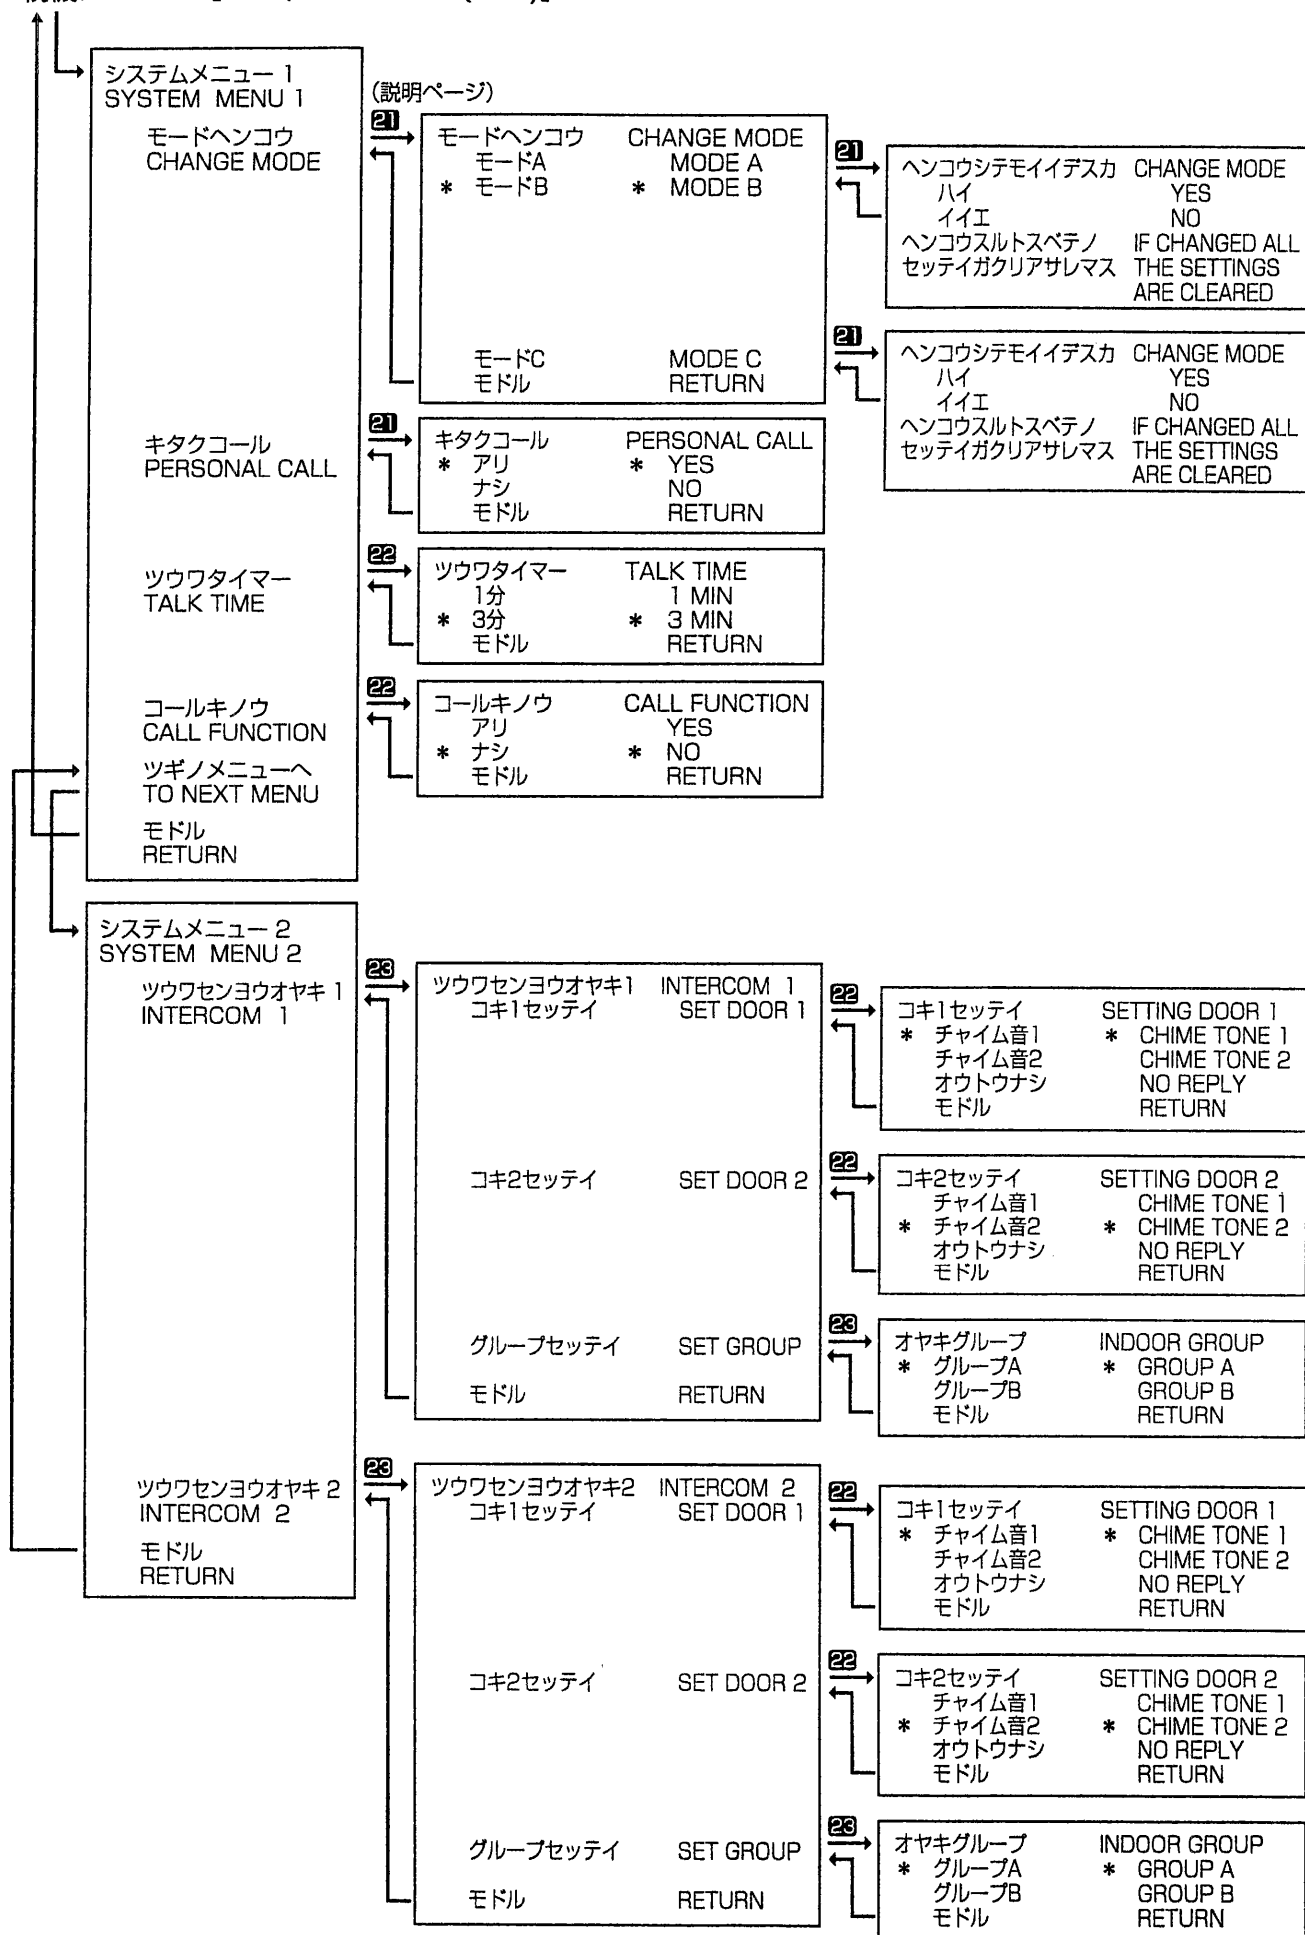 システムメニュー 1
SYSTEM MENU 1
(説明ページ)
モードヘンコウ
CHANGE MODE
21
モードヘンコウ CHANGE MODE
モードA MODE A
* モードB * MODE B
モードC MODE C
モドル RETURN
21
ヘンコウシテモイイデスカ CHANGE MODE
ハイ YES
イイエ NO
ヘンコウスルトスベテノ IF CHANGED ALL
セッテイガクリアサレマス THE SETTINGS
ARE CLEARED
21
ヘンコウシテモイイデスカ CHANGE MODE
ハイ YES
イイエ NO
ヘンコウスルトスベテノ IF CHANGED ALL
セッテイガクリアサレマス THE SETTINGS
ARE CLEARED
キタクコール
PERSONAL CALL
21
キタクコール PERSONAL CALL
* アリ * YES
ナシ NO
モドル RETURN
ツウワタイマー
TALK TIME
22
ツウワタイマー TALK TIME
1分 1 MIN
* 3分 * 3 MIN
モドル RETURN
コールキノウ
CALL FUNCTION
22
コールキノウ CALL FUNCTION
アリ YES
* ナシ * NO
モドル RETURN
ツギノメニューへ
TO NEXT MENU
モドル
RETURN
システムメニュー 2
SYSTEM MENU 2
ツウワセンヨウオヤキ 1
INTERCOM 1
23
ツウワセンヨウオヤキ1 INTERCOM 1
コキ1セッテイ SET DOOR 1
22
コキ1セッテイ SETTING DOOR 1
* チャイム音1 * CHIME TONE 1
チャイム音2 CHIME TONE 2
オウトウナシ NO REPLY
モドル RETURN
コキ2セッテイ SET DOOR 2
22
コキ2セッテイ SETTING DOOR 2
チャイム音1 CHIME TONE 1
* チャイム音2 * CHIME TONE 2
オウトウナシ NO REPLY
モドル RETURN
グループセッテイ SET GROUP
23
オヤキグループ INDOOR GROUP
* グループA * GROUP A
グループB GROUP B
モドル RETURN
モドル RETURN
ツウワセンヨウオヤキ 2
INTERCOM 2
モドル
RETURN
23
ツウワセンヨウオヤキ2 INTERCOM 2
コキ1セッテイ SET DOOR 1
22
コキ1セッテイ SETTING DOOR 1
* チャイム音1 * CHIME TONE 1
チャイム音2 CHIME TONE 2
オウトウナシ NO REPLY
モドル RETURN
コキ2セッテイ SET DOOR 2
22
コキ2セッテイ SETTING DOOR 2
チャイム音1 CHIME TONE 1
* チャイム音2 * CHIME TONE 2
オウトウナシ NO REPLY
モドル RETURN
グループセッテイ SET GROUP
23
オヤキグループ INDOOR GROUP
* グループA * GROUP A
グループB GROUP B
モドル RETURN
モドル RETURN